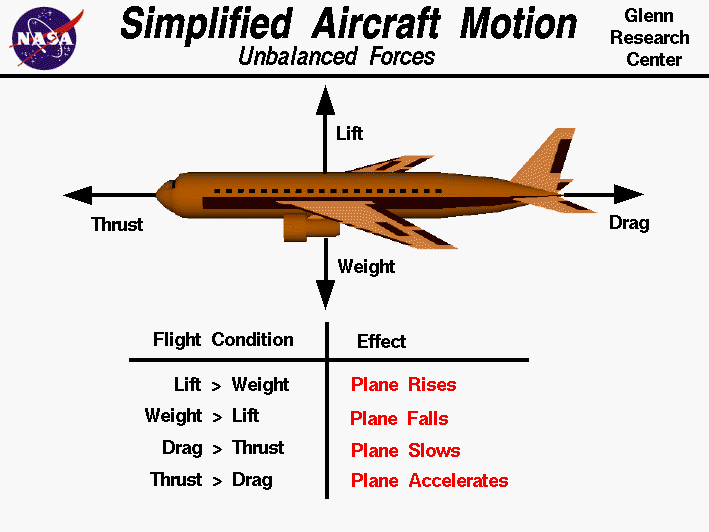 NASA
Simplified Aircraft Motion
Unbalanced Forces
Glenn
Research
Center
Lift
Thrust
Drag
Weight
Flight Condition Effect
Lift > Weight Plane Rises
Weight > Lift Plane Falls
Drag > Thrust Plane Slows
Thrust > Drag Plane Accelerates